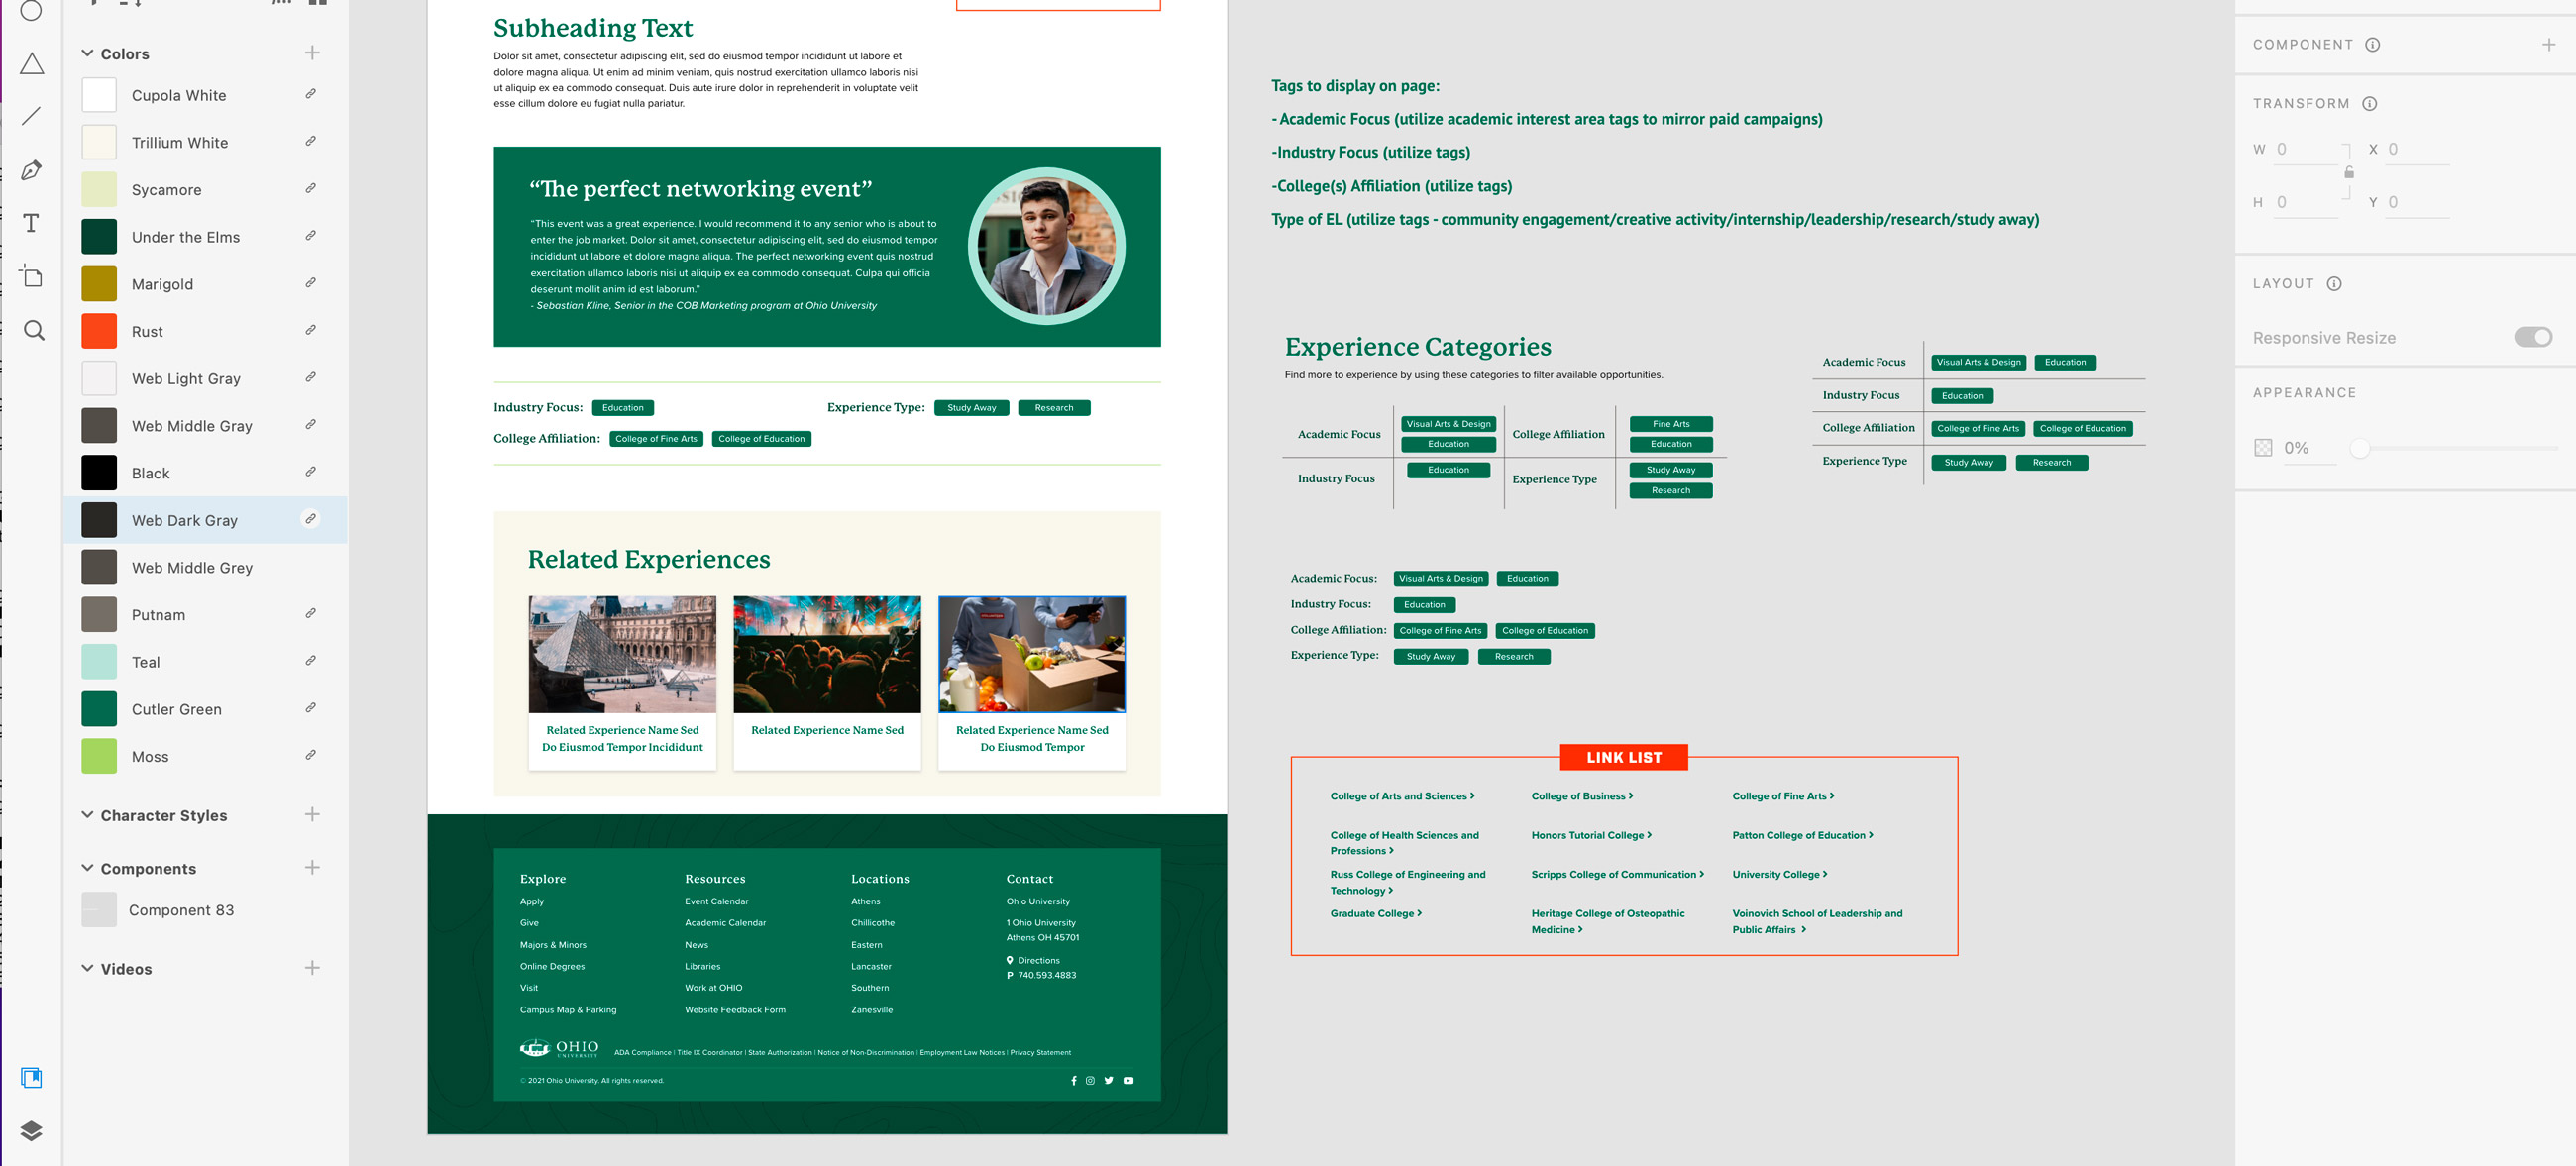 Colors
Cupola White
Trillium White
Sycamore
Under the Elms
Marigold
Rust
Web Light Gray
Web Middle Gray
Black
Web Dark Gray
Web Middle Grey
Putnam
Teal
Cutler Green
Moss
Character Styles
Components
Component 83
Videos
Subheading Text
Dolor sit amet, consectetur adipiscing elit, sed do eiusmod tempor incididunt ut labore et
dolore magna aliqua. Ut enim ad minim veniam, quis nostrud exercitation ullamco laboris nisi
ut aliquip ex ea commodo consequat. Duis aute irure dolor in reprehenderit in voluptate velit
esse cillum dolore eu fugiat nulla pariatur.
“The perfect networking event”
“This event was a great experience. I would recommend it to any senior who is about to
enter the job market. Dolor sit amet, consectetur adipiscing elit, sed do eiusmod tempor
incididunt ut labore et dolore magna aliqua. The perfect networking event quis nostrud
exercitation ullamco laboris nisi ut aliquip ex ea commodo consequat. Culpa qui officia
deserunt mollit anim id est laborum.”
- Sebastian Kline, Senior in the COB Marketing program at Ohio University
Industry Focus: Education
Experience Type: Study Away Research
College Affiliation: College of Fine Arts College of Education
Related Experiences
Related Experience Name Sed
Do Eiusmod Tempor Incididunt
Related Experience Name Sed
Related Experience Name Sed
Do Eiusmod Tempor
Explore
Apply
Give
Majors & Minors
Online Degrees
Visit
Campus Map & Parking
Resources
Event Calendar
Academic Calendar
News
Libraries
Work at OHIO
Website Feedback Form
Locations
Athens
Chillicothe
Eastern
Lancaster
Southern
Zanesville
Contact
Ohio University
1 Ohio University
Athens OH 45701
Directions
P 740.593.4883
OHIO
UNIVERSITY
ADA Compliance | Title IX Coordinator | State Authorization | Notice of Non-Discrimination | Employment Law Notices | Privacy Statement
© 2021 Ohio University. All rights reserved.
Tags to display on page:
- Academic Focus (utilize academic interest area tags to mirror paid campaigns)
-Industry Focus (utilize tags)
-College(s) Affiliation (utilize tags)
Type of EL (utilize tags - community engagement/creative activity/internship/leadership/research/study away)
Experience Categories
Find more to experience by using these categories to filter available opportunities.
Academic Focus
Visual Arts & Design
Education
College Affiliation
Fine Arts
Education
Industry Focus
Education
Experience Type
Study Away
Research
Academic Focus Visual Arts & Design Education
Industry Focus Education
College Affiliation College of Fine Arts College of Education
Experience Type Study Away Research
Academic Focus: Visual Arts & Design Education
Industry Focus: Education
College Affiliation: College of Fine Arts College of Education
Experience Type: Study Away Research
LINK LIST
College of Arts and Sciences >
College of Business >
College of Fine Arts >
College of Health Sciences and
Professions >
Honors Tutorial College >
Patton College of Education >
Russ College of Engineering and
Technology >
Scripps College of Communication >
University College >
Graduate College >
Heritage College of Osteopathic
Medicine >
Voinovich School of Leadership and
Public Affairs >
COMPONENT
TRANSFORM
W 0 X 0
H 0 Y 0
LAYOUT
Responsive Resize
APPEARANCE
0%